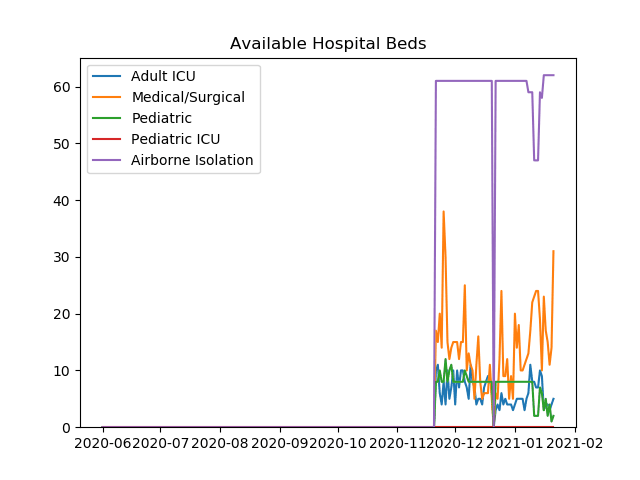 Available Hospital Beds
Adult ICU
Medical/Surgical
Pediatric
Pediatric ICU
Airborne Isolation
60
50
40
30
20
10
0
2020-06 2020-07 2020-08 2020-09 2020-10 2020-11 2020-12 2021-01 2021-02